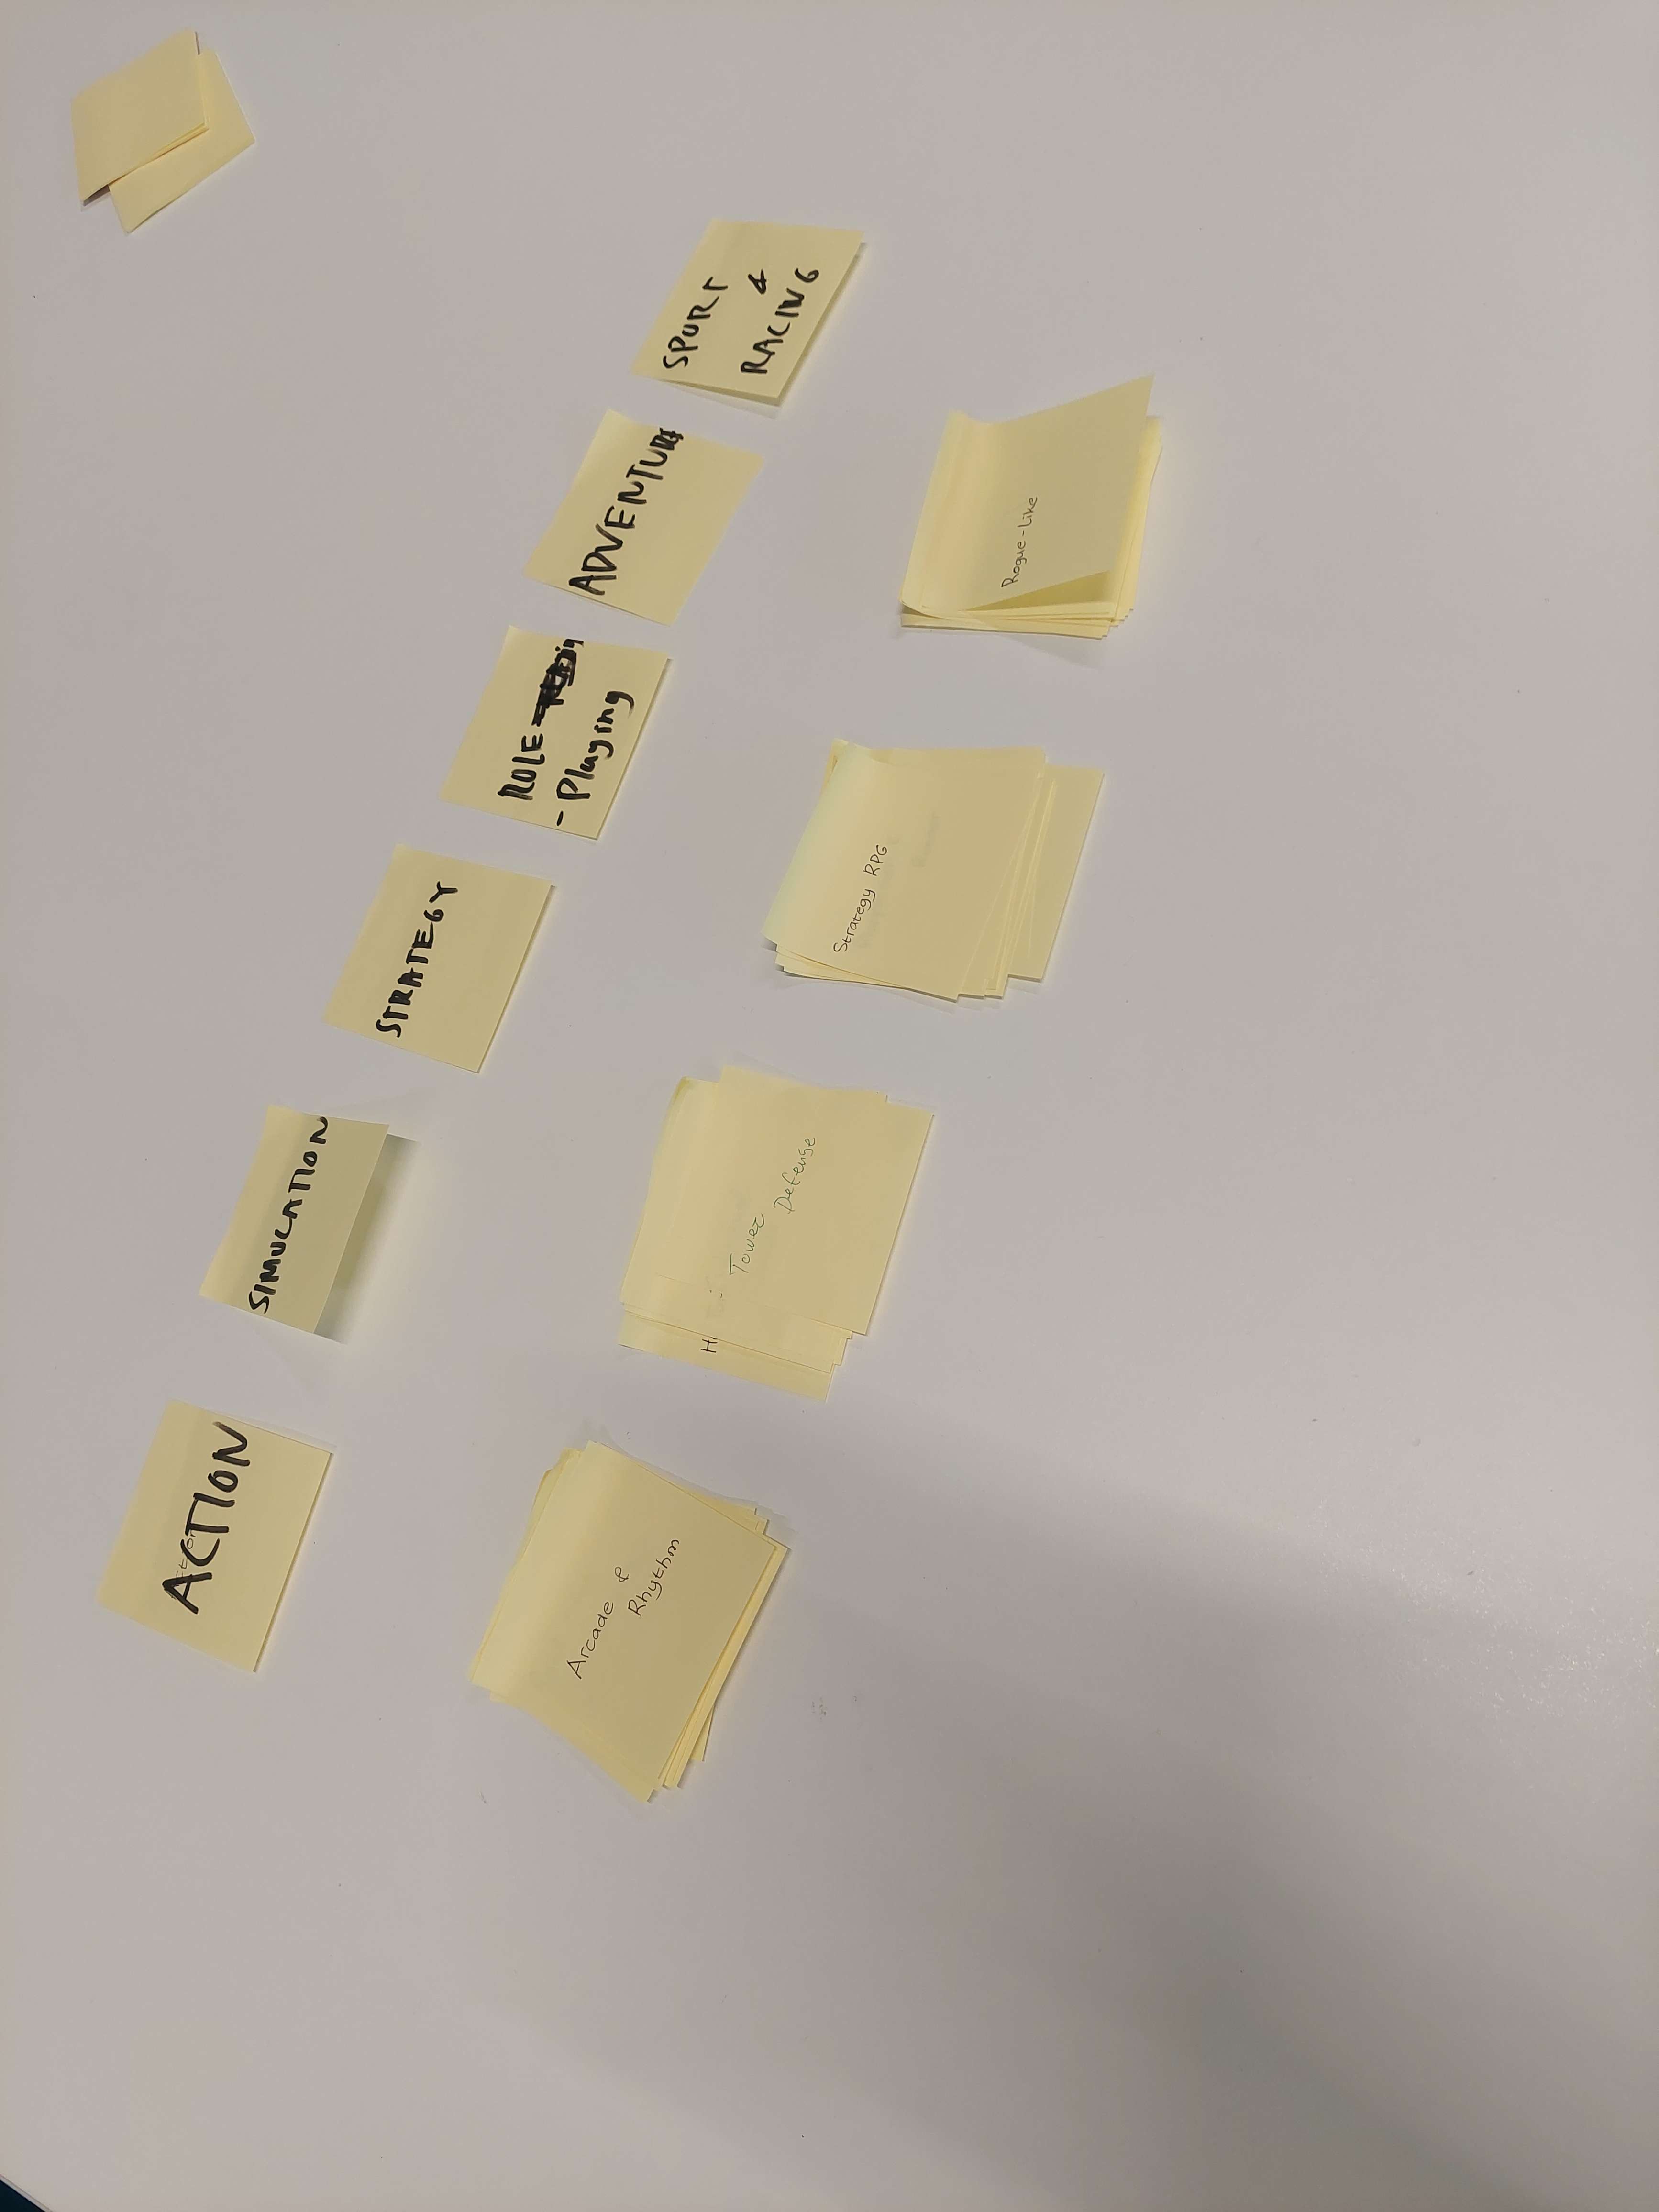 ACTION
SIMULATION
STRATEGY
ROLE
- Playing
ADVENTURE
SPORT
&
RACING
Arcade &
Rhythm
Tower
Defense
H
Strategy RPG
Rogue-Like